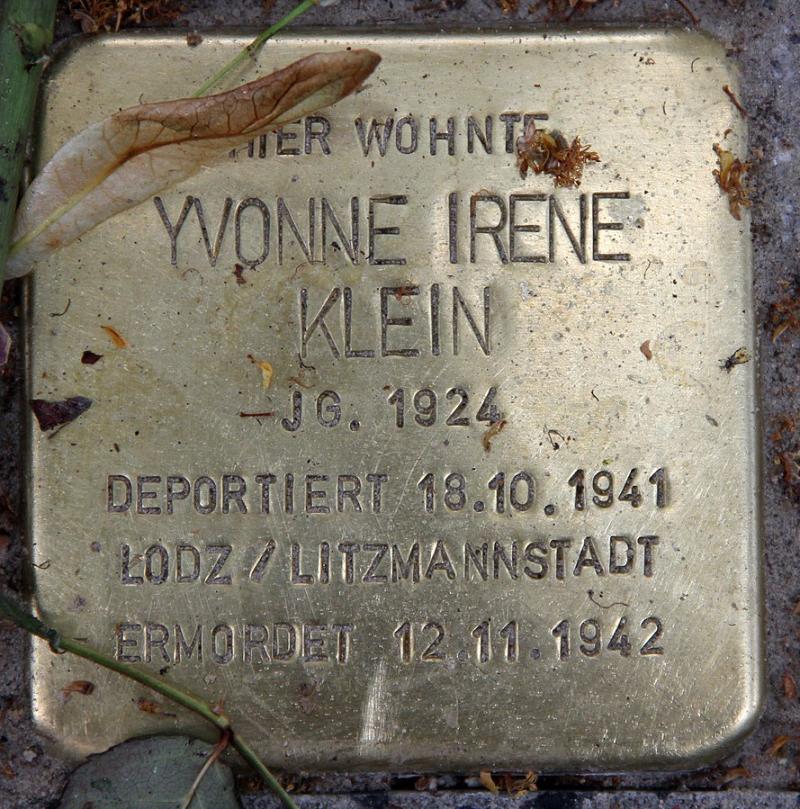 HIER WOHNTE
YVONNE IRENE
KLEIN
JG. 1924
DEPORTIERT 18.10.1941
ŁODZ / LITZMANNSTADT
ERMORDET 12.11.1942